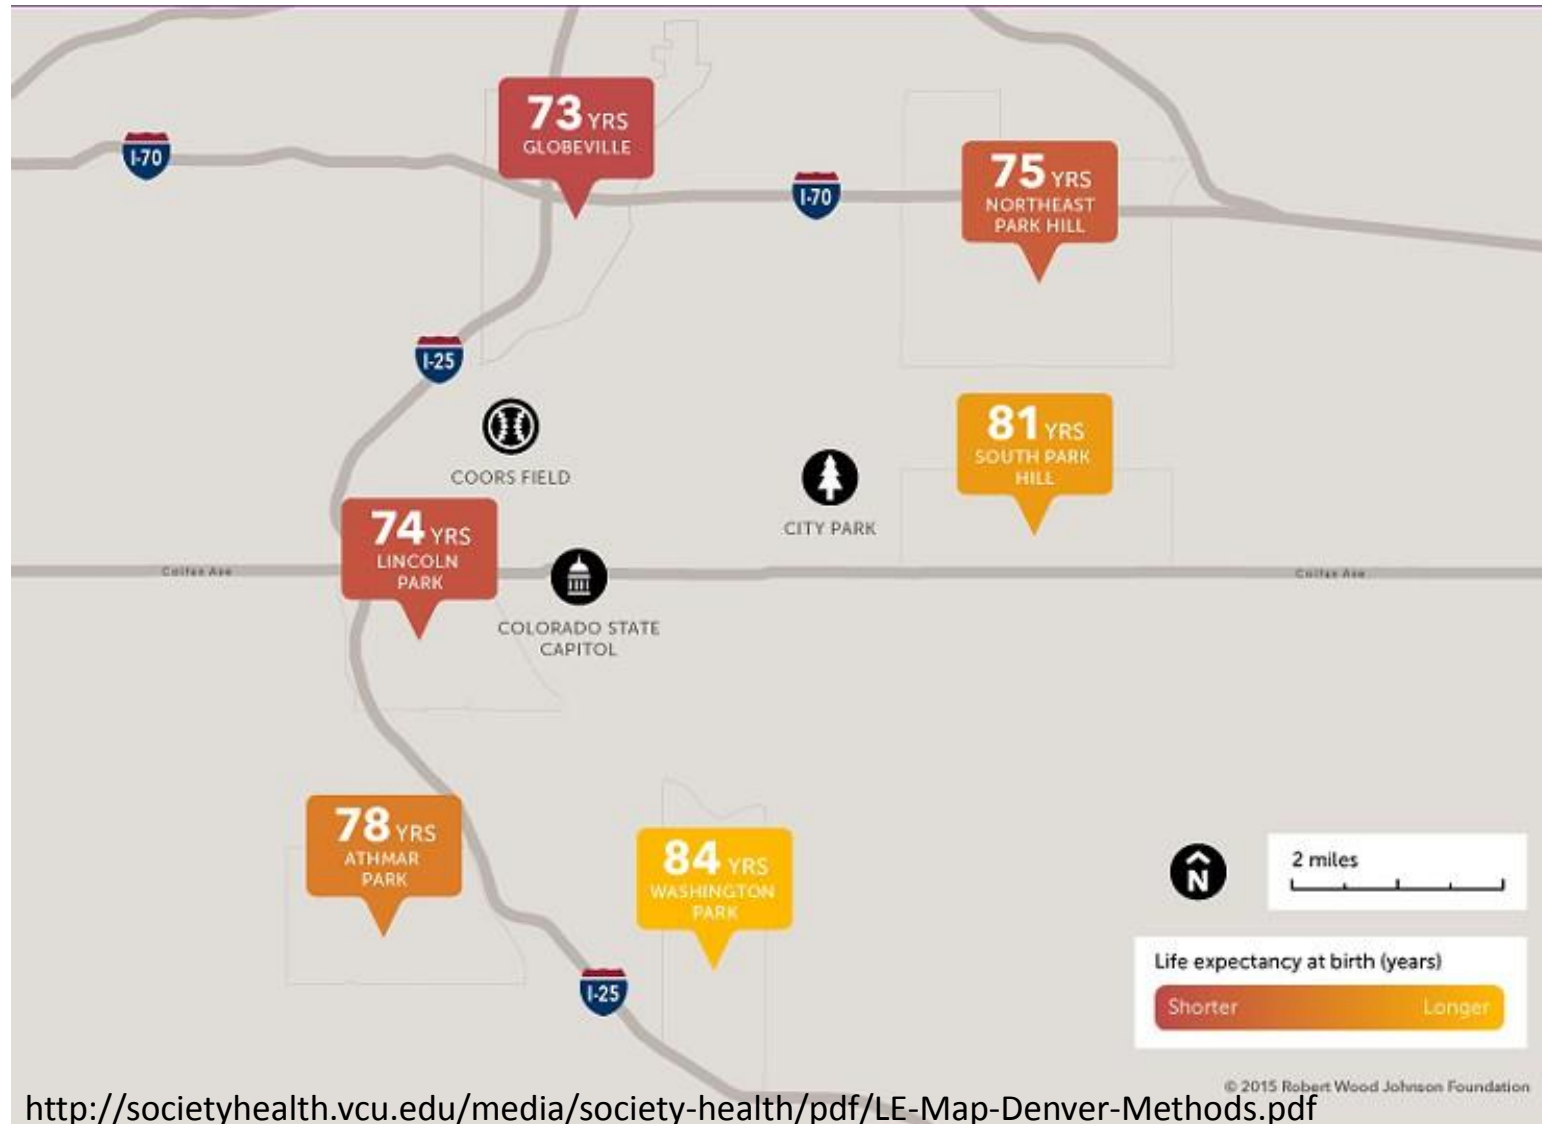 73 YRS
GLOBEVILLE
I-70
I-70
75 YRS
NORTHEAST
PARK HILL
I-25
COORS FIELD
81 YRS
SOUTH PARK
HILL
CITY PARK
74 YRS
LINCOLN
PARK
Colfax Ave
Colfax Ave
COLORADO STATE
CAPITOL
78 YRS
ATHMAR
PARK
84 YRS
WASHINGTON
PARK
I-25
N
2 miles
Life expectancy at birth (years)
Shorter Longer
© 2015 Robert Wood Johnson Foundation
http://societyhealth.vcu.edu/media/society-health/pdf/LE-Map-Denver-Methods.pdf